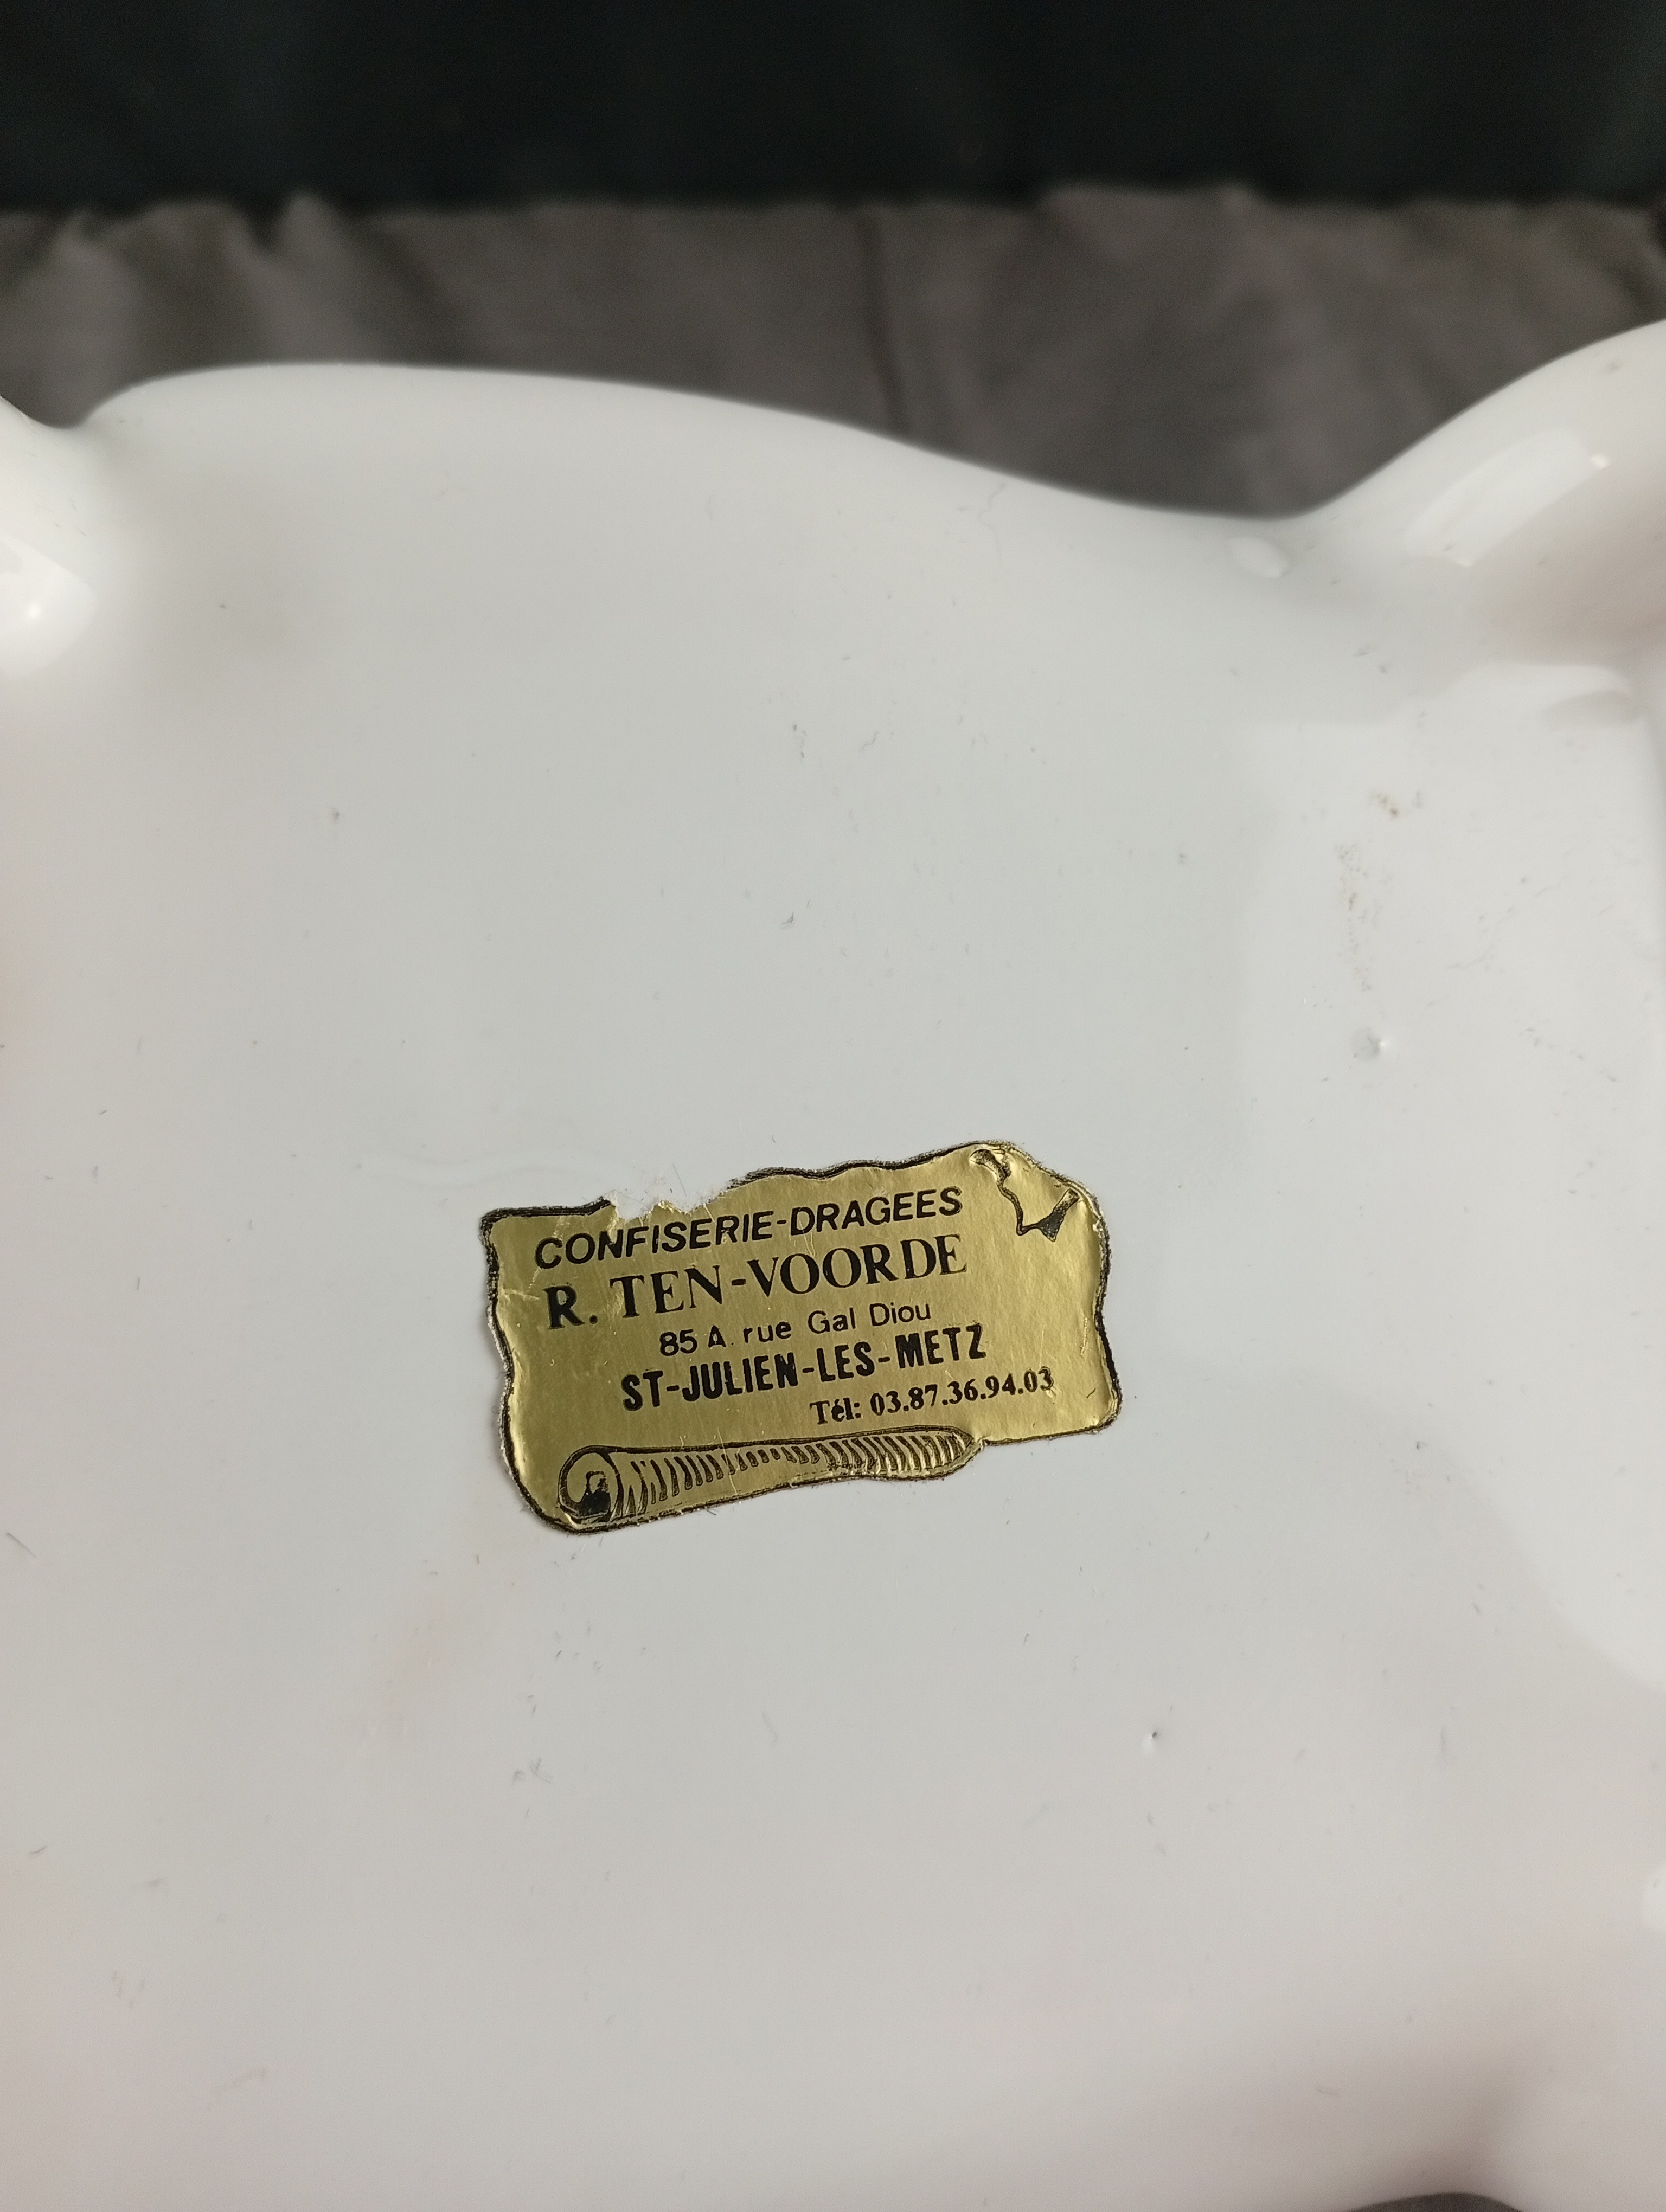 CONFISERIE-DRAGEES
R. TEN-VOORDE
85 A. rue Gal Diou
ST-JULIEN-LES-METZ
Tél: 03.87.36.94.03